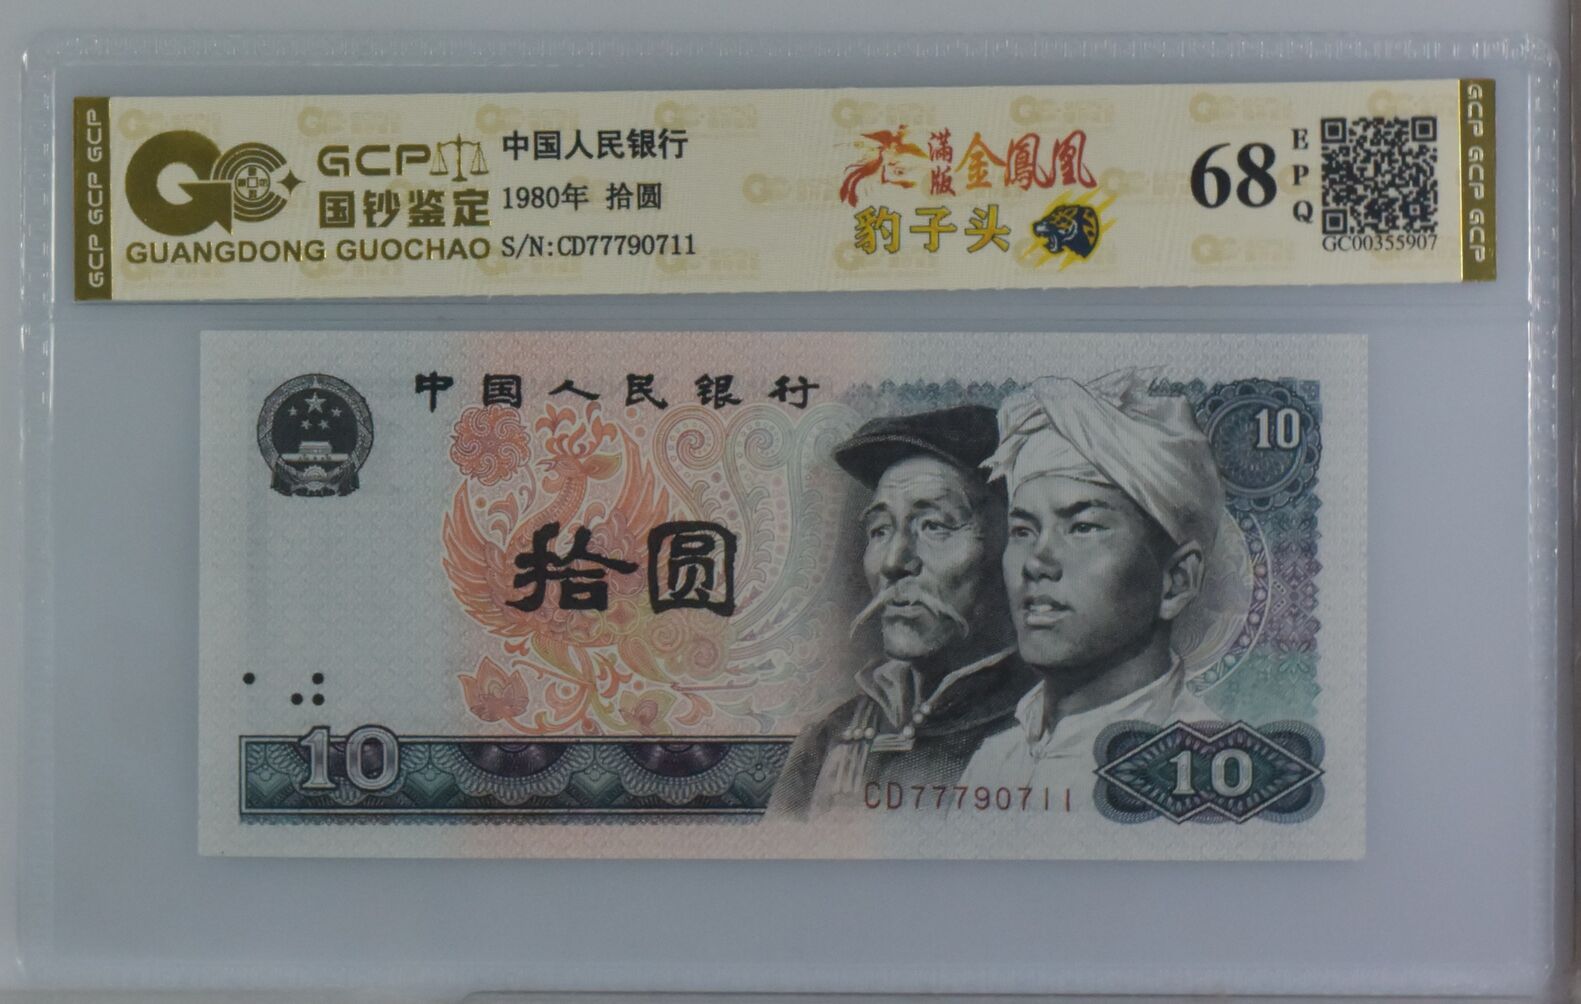 GCP GCP GCP
GCP
国钞鉴定
GUANGDONG GUOCHAO
中国人民银行
1980年 拾圆
S/N:CD77790711
满版金鳳凰
豹子头
68
EPQ
GC00355907
GCP GCP GCP
中国人民银行
10
拾圆
10
CD77790711
10